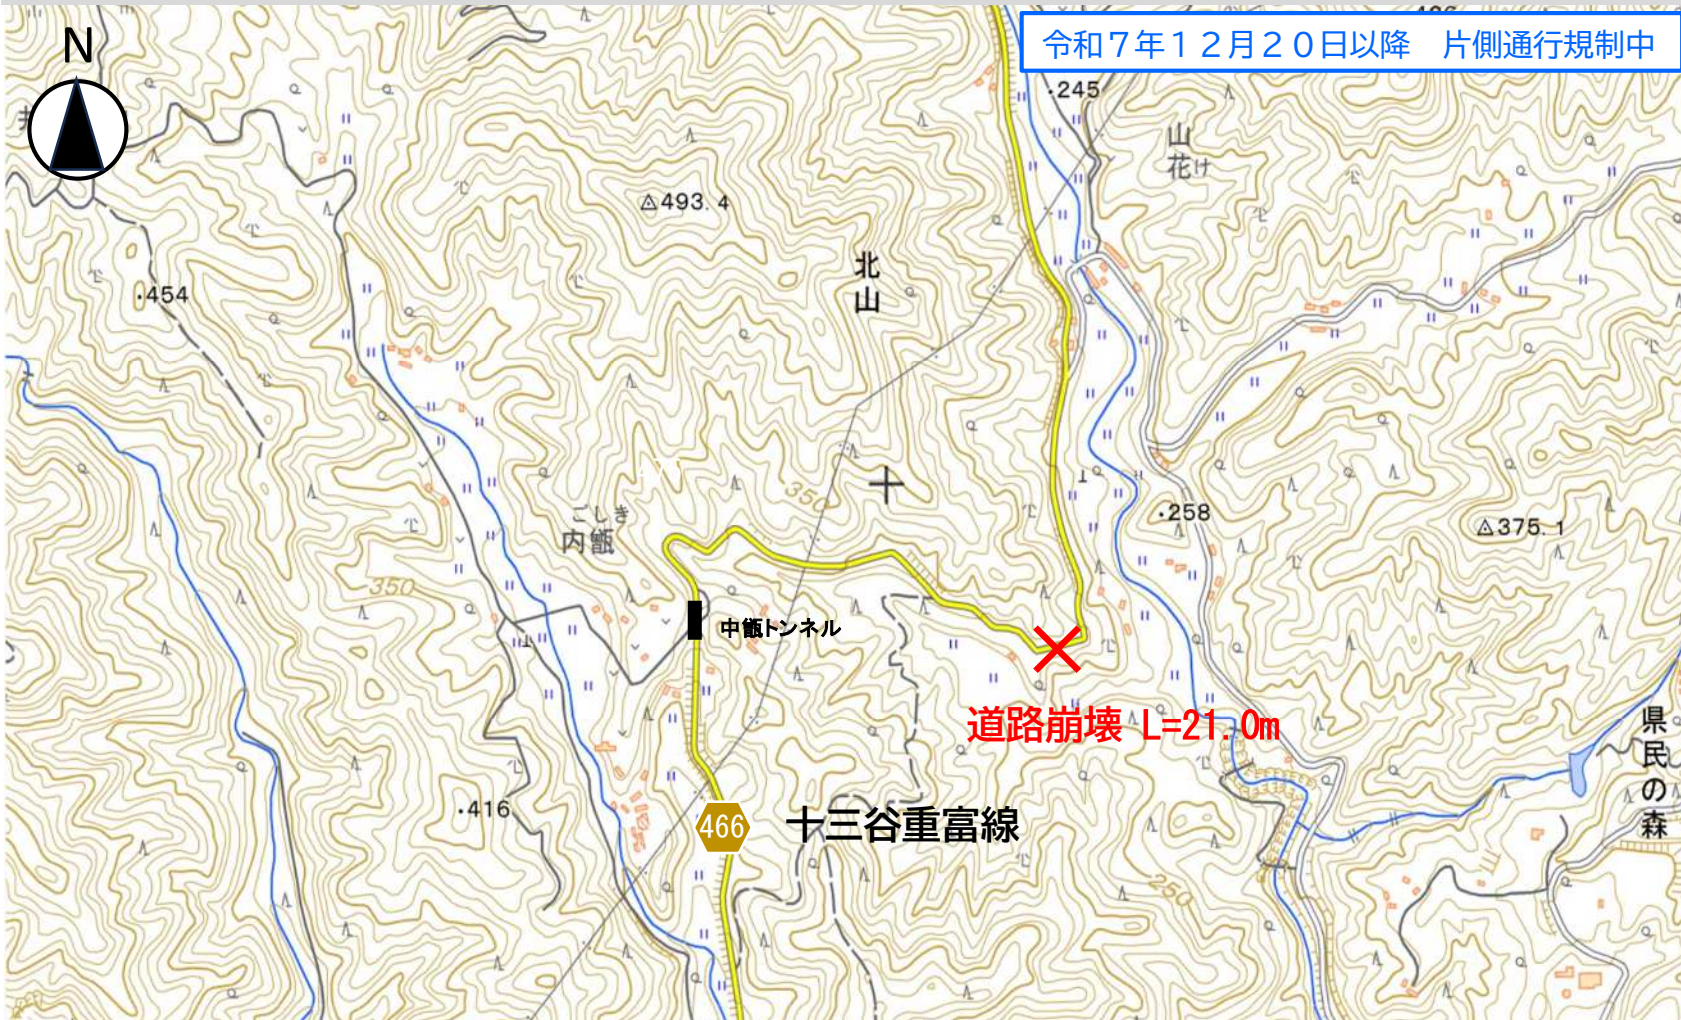 N
令和７年１２月２０日以降　片側通行規制中
・245
山
花け
△493.4
北
山
・454
350
十
・258
△375.1
ごしき
内甑
350
中甑トンネル
道路崩壊 L=21.0m
県民の森
・416
466
十三谷重富線
250